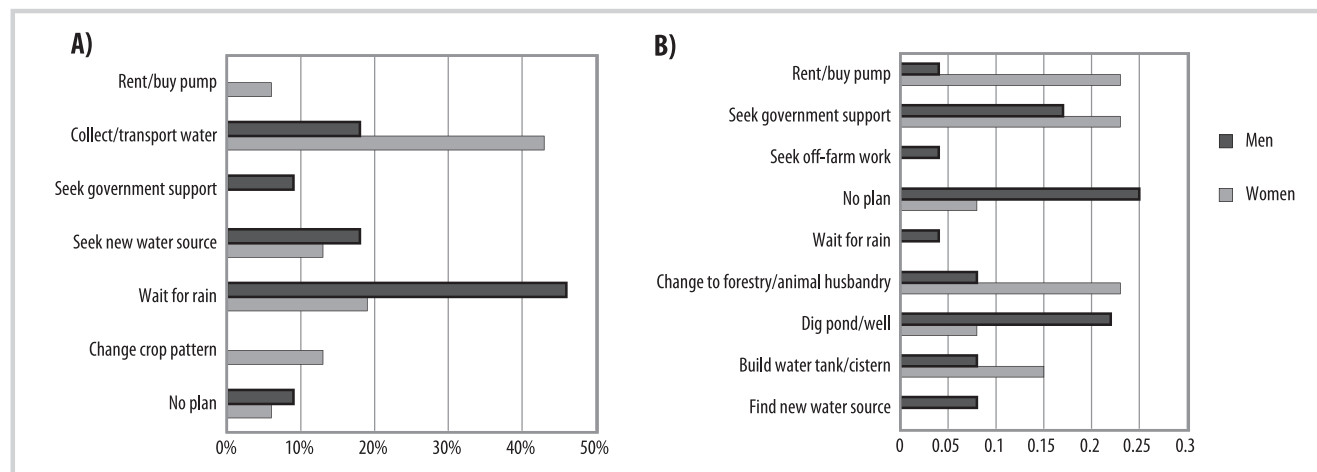 A)
Rent/buy pump
Collect/transport water
Seek government support
Seek new water source
Wait for rain
Change crop pattern
No plan
0% 10% 20% 30% 40% 50%
B)
Rent/buy pump
Seek government support
Seek off-farm work
No plan
Wait for rain
Change to forestry/animal husbandry
Dig pond/well
Build water tank/cistern
Find new water source
0 0.05 0.1 0.15 0.2 0.25 0.3
Men
Women